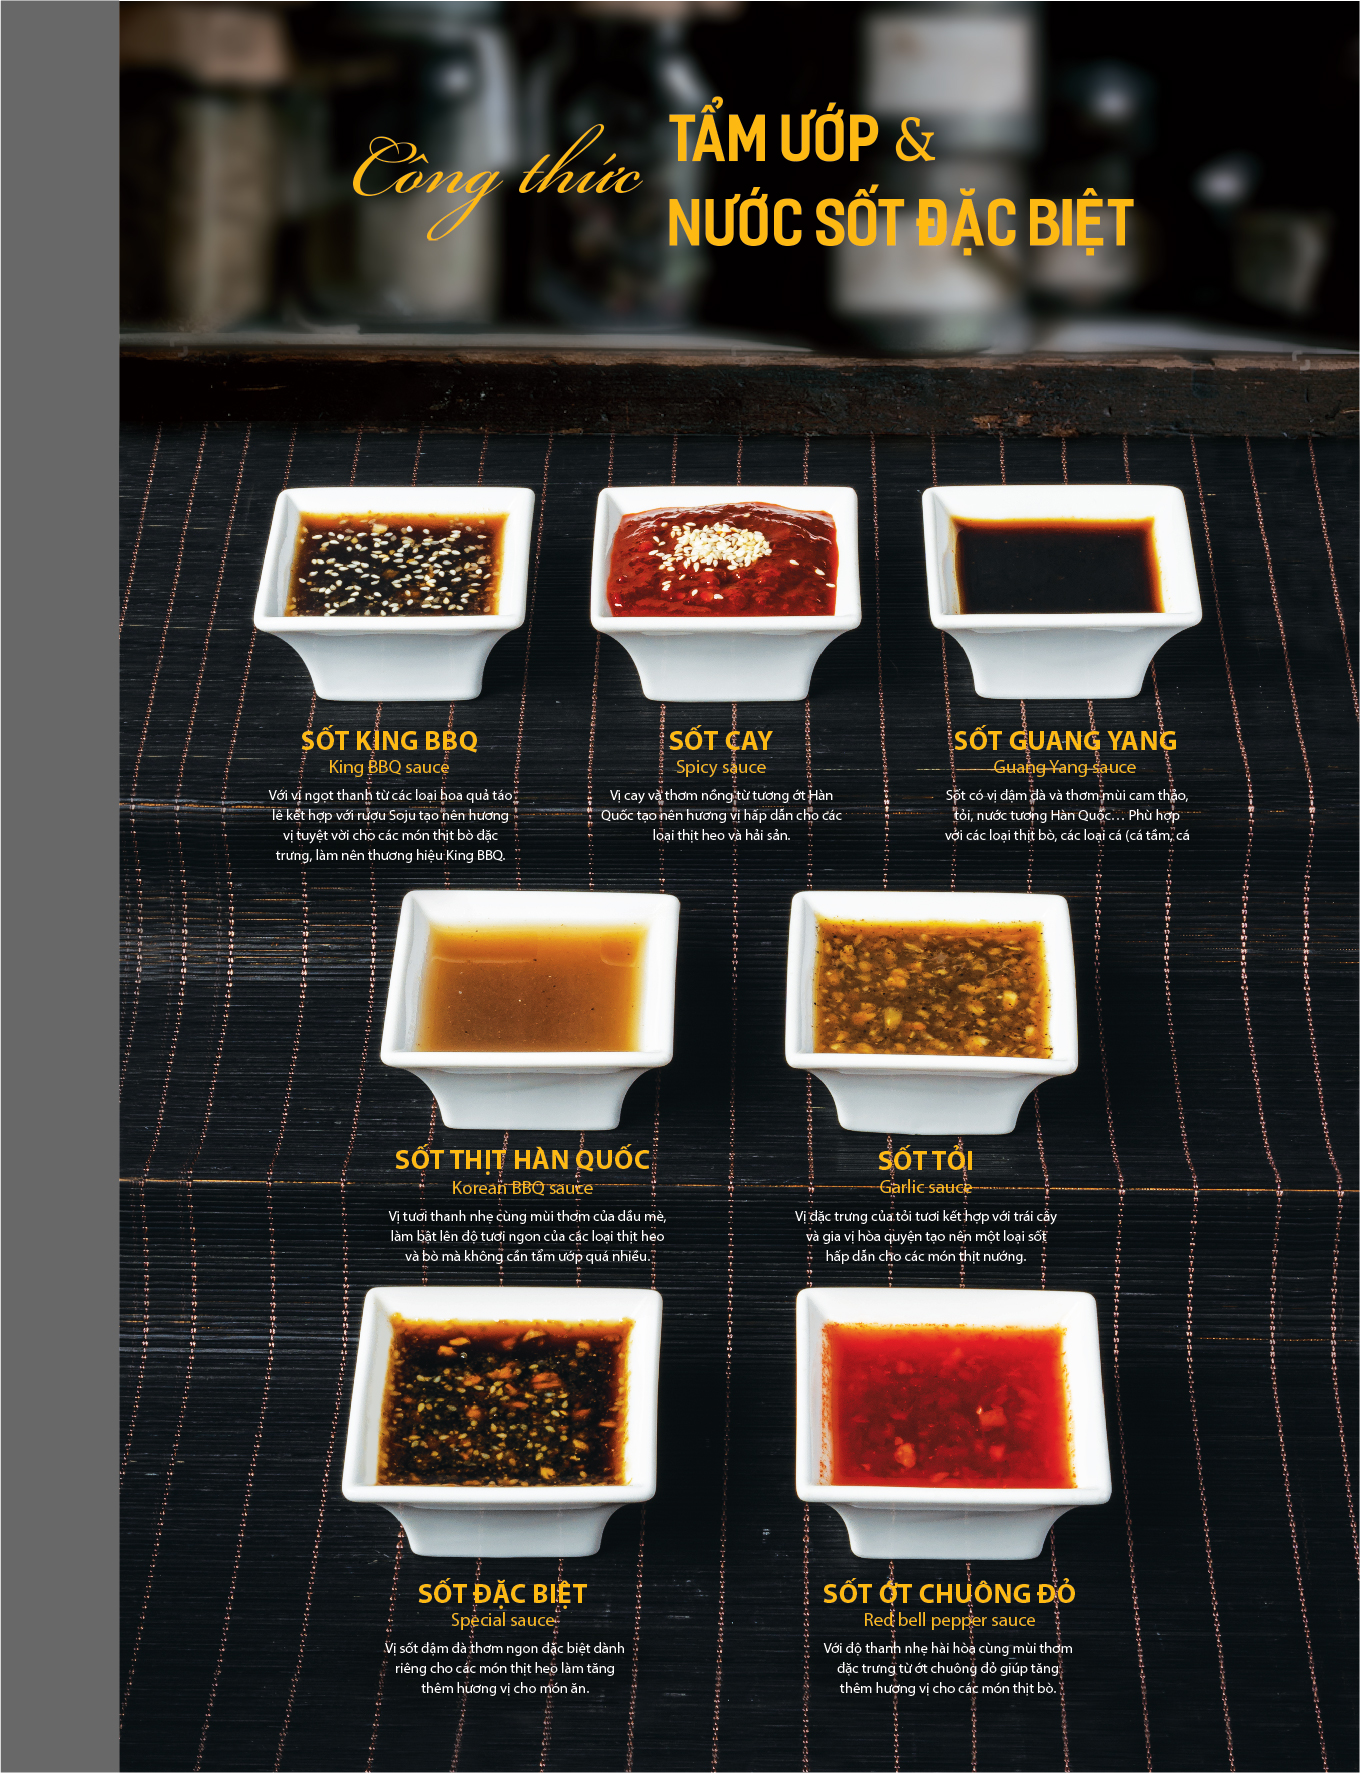 Công thức
TẨM ƯỚP &
NƯỚC SỐT ĐẶC BIỆT
SỐT KING BBQ
King BBQ sauce
Với vị ngọt thanh từ các loại hoa quả táo
lê kết hợp với rượu Soju tạo nên hương
vị tuyệt vời cho các món thịt bò đặc
trưng, làm nên thương hiệu King BBQ.
SỐT CAY
Spicy sauce
Vị cay và thơm nồng từ tương ớt Hàn
Quốc tạo nên hương vị hấp dẫn cho các
loại thịt heo và hải sản.
SỐT GUANG YANG
Guang Yang sauce
Sốt có vị đậm đà và thơm mùi cam thảo,
tỏi, nước tương Hàn Quốc... Phù hợp
với các loại thịt bò, các loại cá (cá tầm, cá
SỐT THỊT HÀN QUỐC
Korean BBQ sauce
Vị tươi thanh nhẹ cùng mùi thơm của dầu mè,
làm bật lên độ tươi ngon của các loại thịt heo
và bò mà không cần tẩm ướp quá nhiều.
SỐT TỎI
Garlic sauce
Vị đặc trưng của tỏi tươi kết hợp với trái cây
và gia vị hòa quyện tạo nên một loại sốt
hấp dẫn cho các món thịt nướng.
SỐT ĐẶC BIỆT
Special sauce
Vị sốt đậm đà thơm ngon đặc biệt dành
riêng cho các món thịt heo làm tăng
thêm hương vị cho món ăn.
SỐT ỚT CHUÔNG ĐỎ
Red bell pepper sauce
Với độ thanh nhẹ hài hòa cùng mùi thơm
đặc trưng từ ớt chuông đỏ giúp tăng
thêm hương vị cho các món thịt bò.